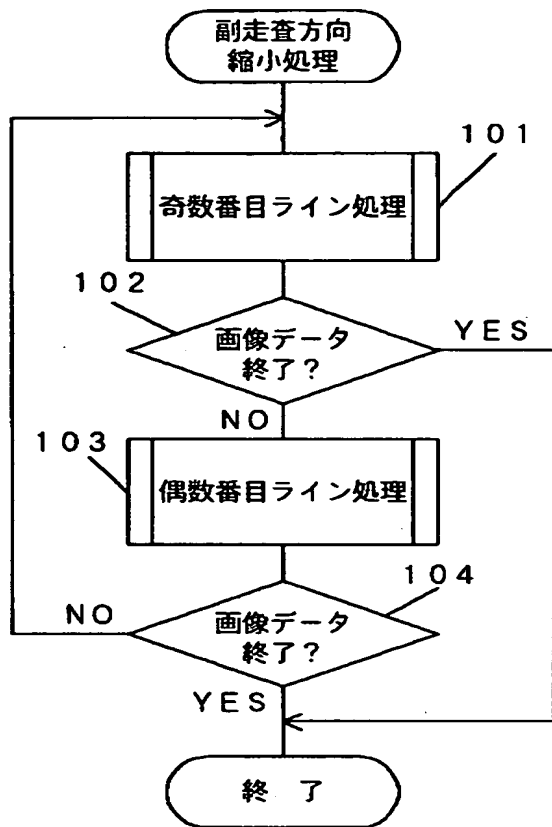 副走査方向
縮小処理
101
奇数番目ライン処理
102
画像データ
終了?
YES
NO
103
偶数番目ライン処理
104
画像データ
終了?
NO
YES
終了